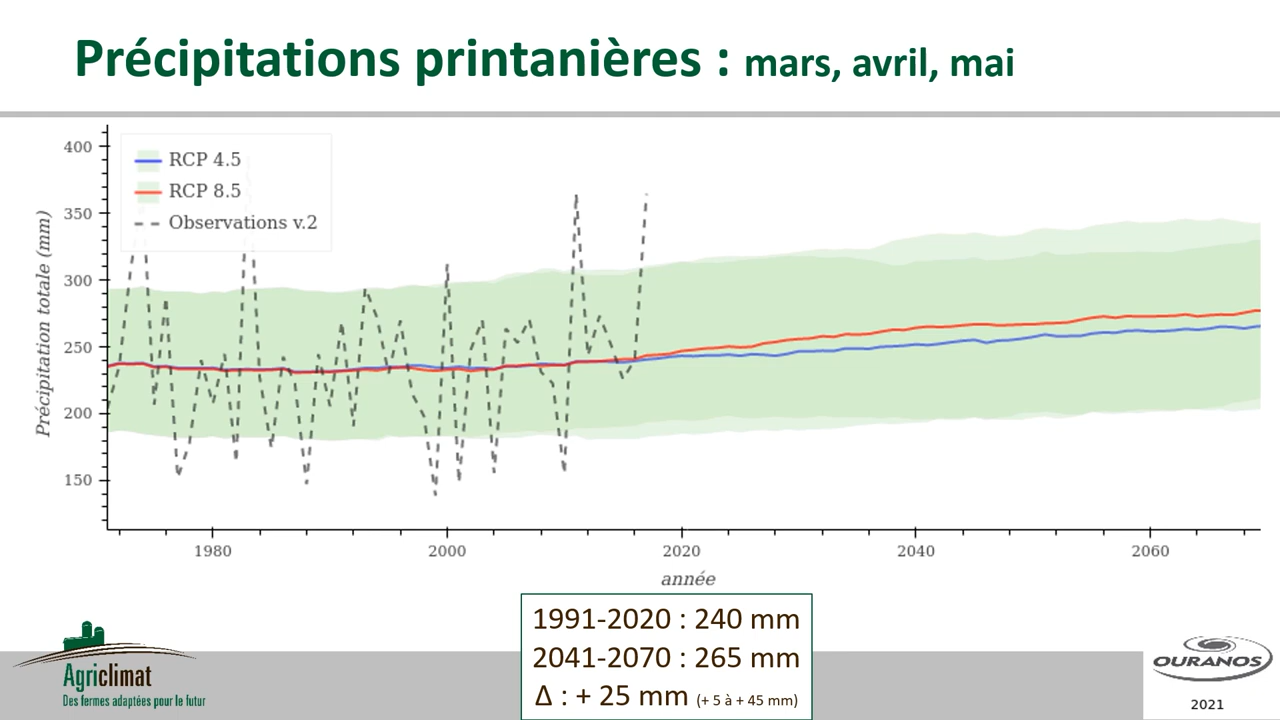 Précipitations printanières : mars, avril, mai
400
350
300
250
200
150
Précipitation totale (mm)
RCP 4.5
RCP 8.5
Observations v.2
1980
2000
2020
2040
2060
année
1991-2020 : 240 mm
2041-2070 : 265 mm
Δ : + 25 mm (+ 5 à + 45 mm)
Agriclimat
Des fermes adaptées pour le futur
OURANOS
2021